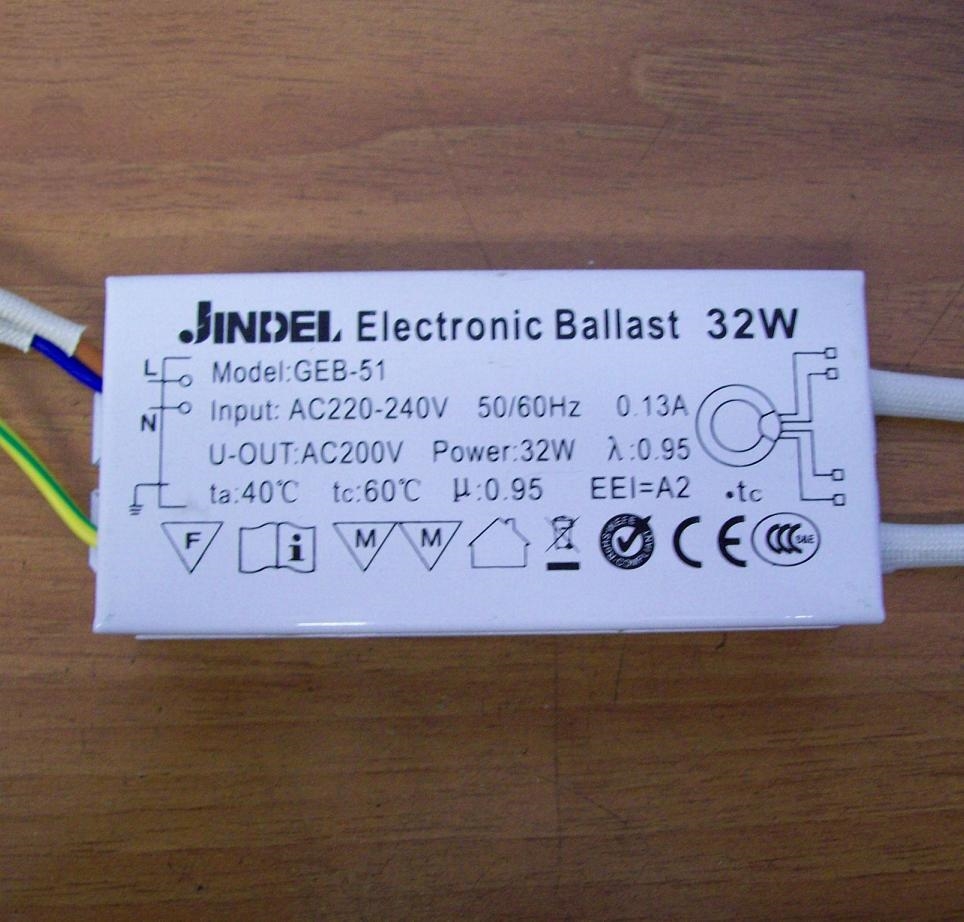 JINDEL Electronic Ballast 32W
L Model:GEB-51
N Input: AC220-240V 50/60Hz 0.13A
U-OUT:AC200V Power:32W λ:0.95
ta:40℃ tc:60℃ μ:0.95 EEI=A2 •tc
F i M M CE CCC S&E